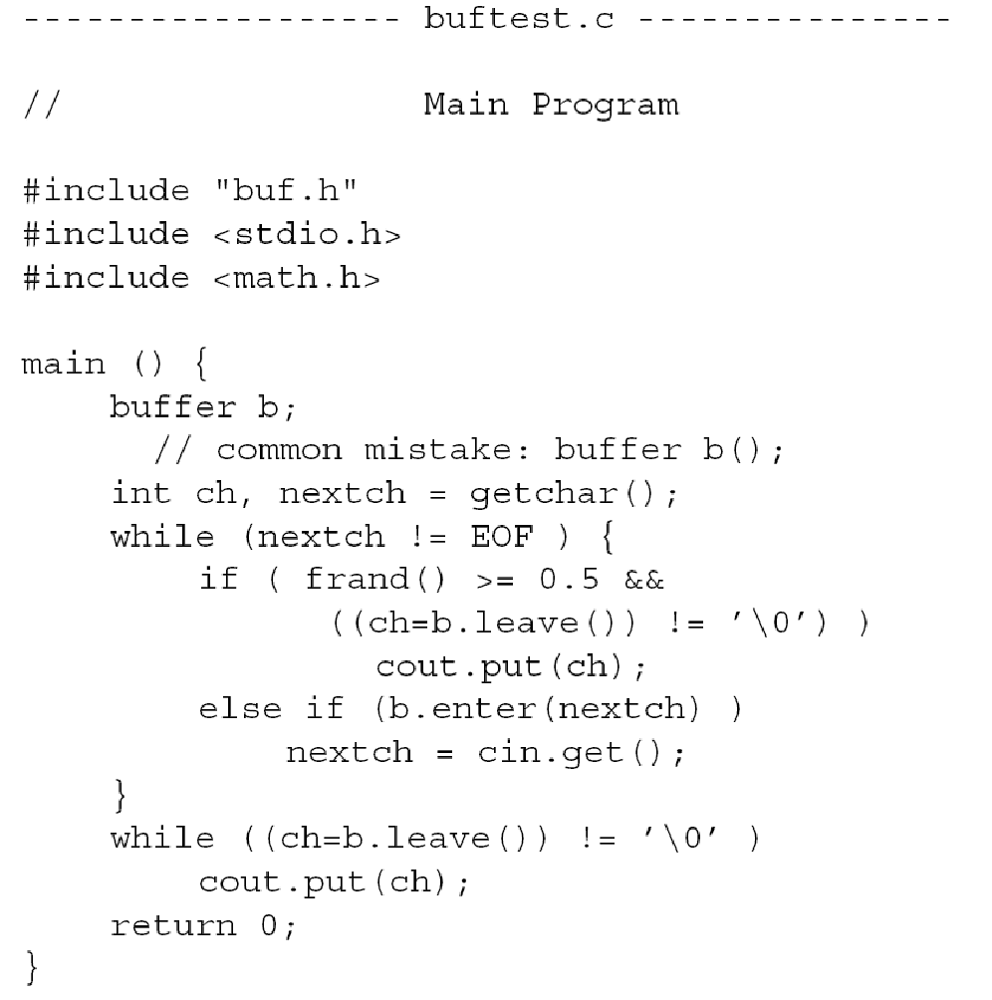 ------------------ buftest.c ---------------
//                 Main Program
#include "buf.h"
#include <stdio.h>
#include <math.h>
main () {
    buffer b;
      // common mistake: buffer b();
    int ch, nextch = getchar();
    while (nextch != EOF ) {
        if ( frand() >= 0.5 &&
              ((ch=b.leave()) != '\0') )
                cout.put(ch);
        else if (b.enter(nextch) )
            nextch = cin.get();
    }
    while ((ch=b.leave()) != '\0' )
        cout.put(ch);
    return 0;
}